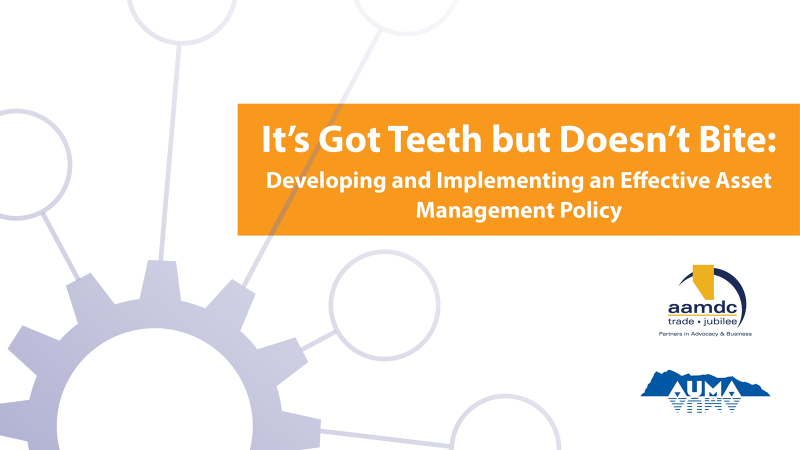 It's Got Teeth but Doesn't Bite:
Developing and Implementing an Effective Asset
Management Policy
aamdc
trade • jubilee
Partners in Advocacy & Business
AUMA